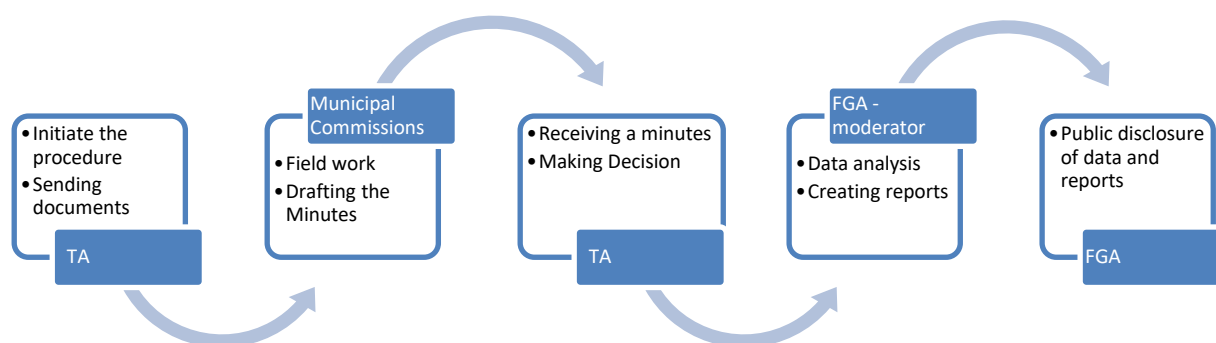 • Initiate the
procedure
• Sending
documents
TA
Municipal
Commissions
• Field work
• Drafting the
Minutes
• Receiving a minutes
• Making Decision
TA
FGA -
moderator
• Data analysis
• Creating reports
• Public disclosure
of data and
reports
FGA